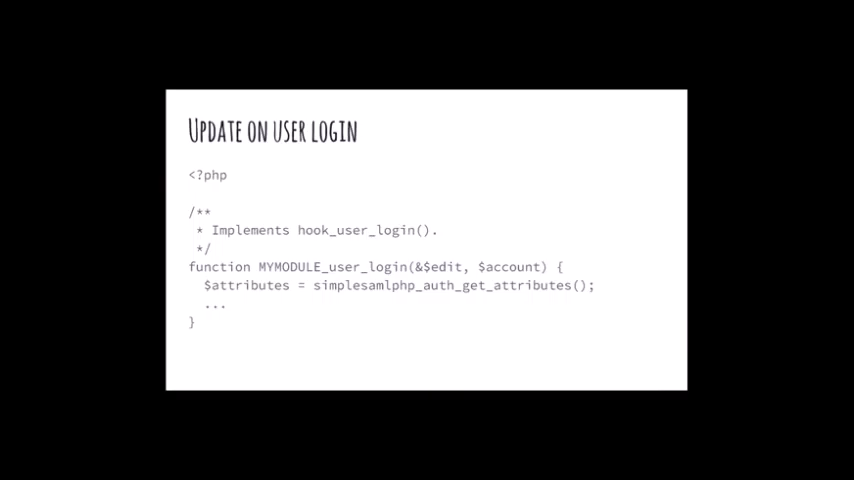 Update on user login
<?php
/**
 * Implements hook_user_login().
 */
function MYMODULE_user_login(&$edit, $account) {
  $attributes = simplesamlphp_auth_get_attributes();
  ...
}